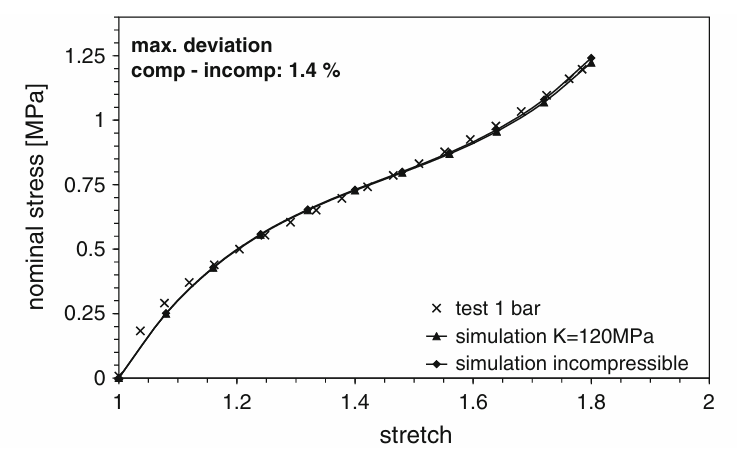 max. deviation
comp - incomp: 1.4 %
nominal stress [MPa]
1.25
1
0.75
0.5
0.25
0
test 1 bar
simulation K=120MPa
simulation incompressible
1
1.2
1.4
1.6
1.8
2
stretch